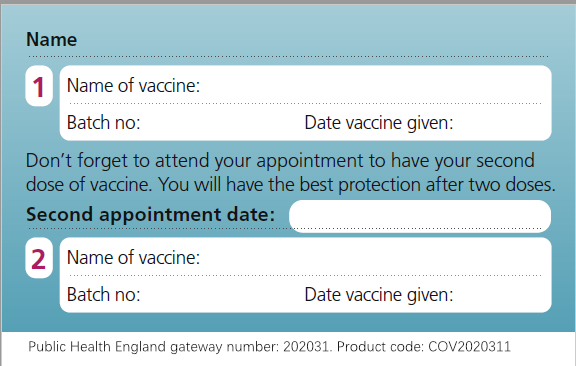 Name
1 Name of vaccine:
Batch no: Date vaccine given:
Don't forget to attend your appointment to have your second
dose of vaccine. You will have the best protection after two doses.
Second appointment date:
2 Name of vaccine:
Batch no: Date vaccine given:
Public Health England gateway number: 202031. Product code: COV2020311